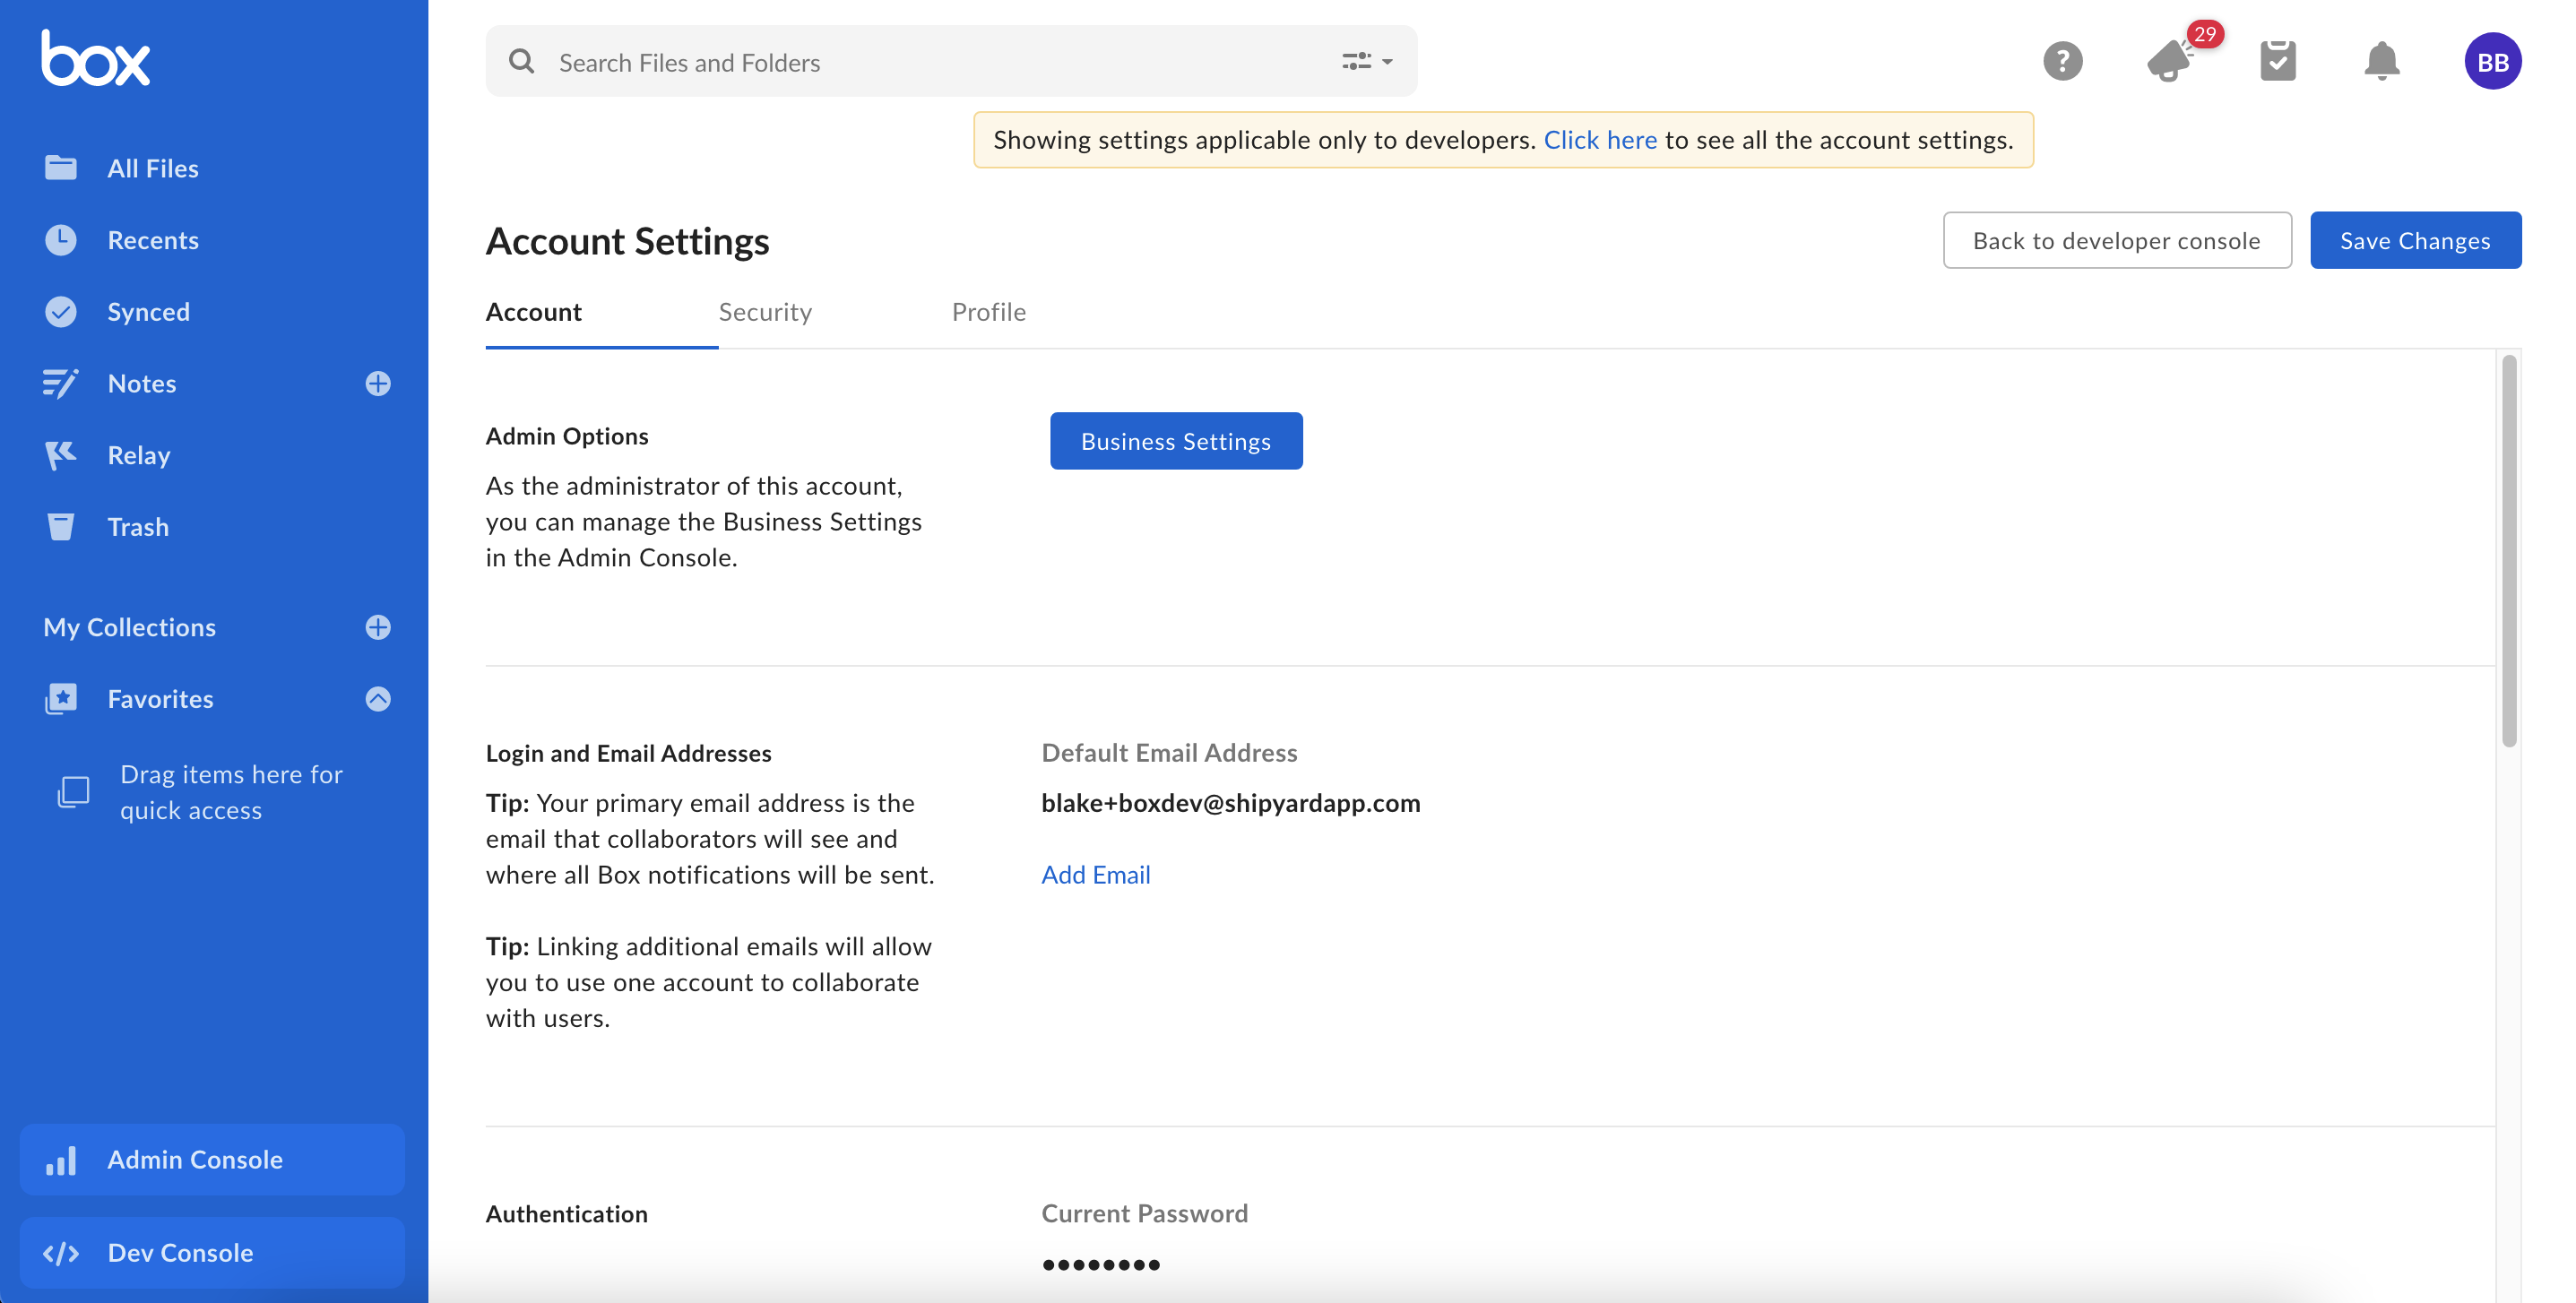 box
Search Files and Folders
29
BB
Showing settings applicable only to developers. Click here to see all the account settings.
All Files
Recents
Synced
Notes
Relay
Trash
My Collections
Favorites
Drag items here for
quick access
Admin Console
Dev Console
Account Settings
Back to developer console
Save Changes
Account
Security
Profile
Admin Options
As the administrator of this account,
you can manage the Business Settings
in the Admin Console.
Business Settings
Login and Email Addresses
Tip: Your primary email address is the
email that collaborators will see and
where all Box notifications will be sent.
Tip: Linking additional emails will allow
you to use one account to collaborate
with users.
Default Email Address
blake+boxdev@shipyardapp.com
Add Email
Authentication
Current Password
••••••••